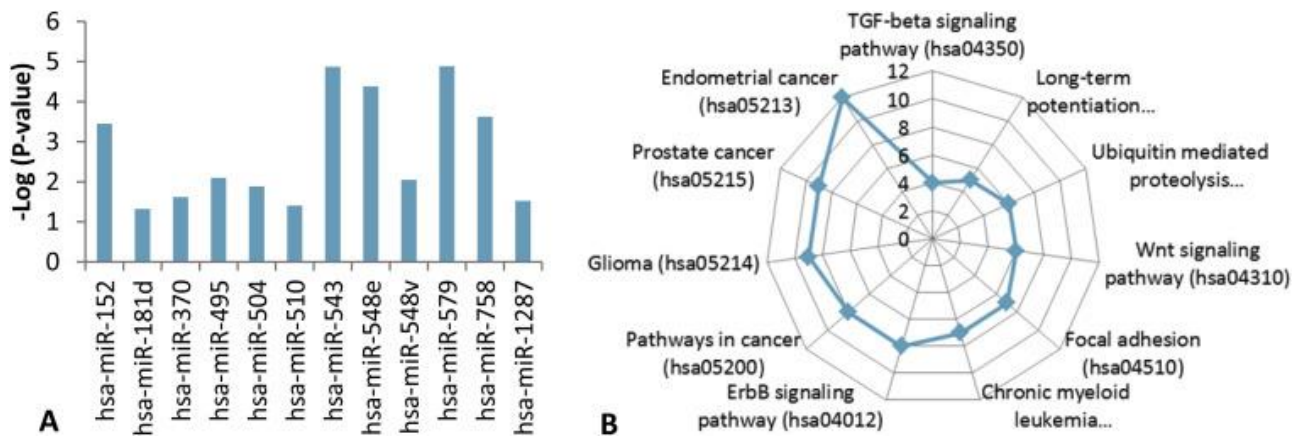 6
5
4
3
2
1
0
-Log (P-value)
hsa-miR-152
hsa-miR-181d
hsa-miR-370
hsa-miR-495
hsa-miR-504
hsa-miR-510
hsa-miR-543
hsa-miR-548e
hsa-miR-548v
hsa-miR-579
hsa-miR-758
hsa-miR-1287
A
TGF-beta signaling
pathway (hsa04350)
Long-term
potentiation...
Ubiquitin mediated
proteolysis...
Wnt signaling
pathway (hsa04310)
Focal adhesion
(hsa04510)
Chronic myeloid
leukemia...
ErbB signaling
pathway (hsa04012)
Pathways in cancer
(hsa05200)
Glioma (hsa05214)
Prostate cancer
(hsa05215)
Endometrial cancer
(hsa05213)
12
10
8
6
4
2
0
B